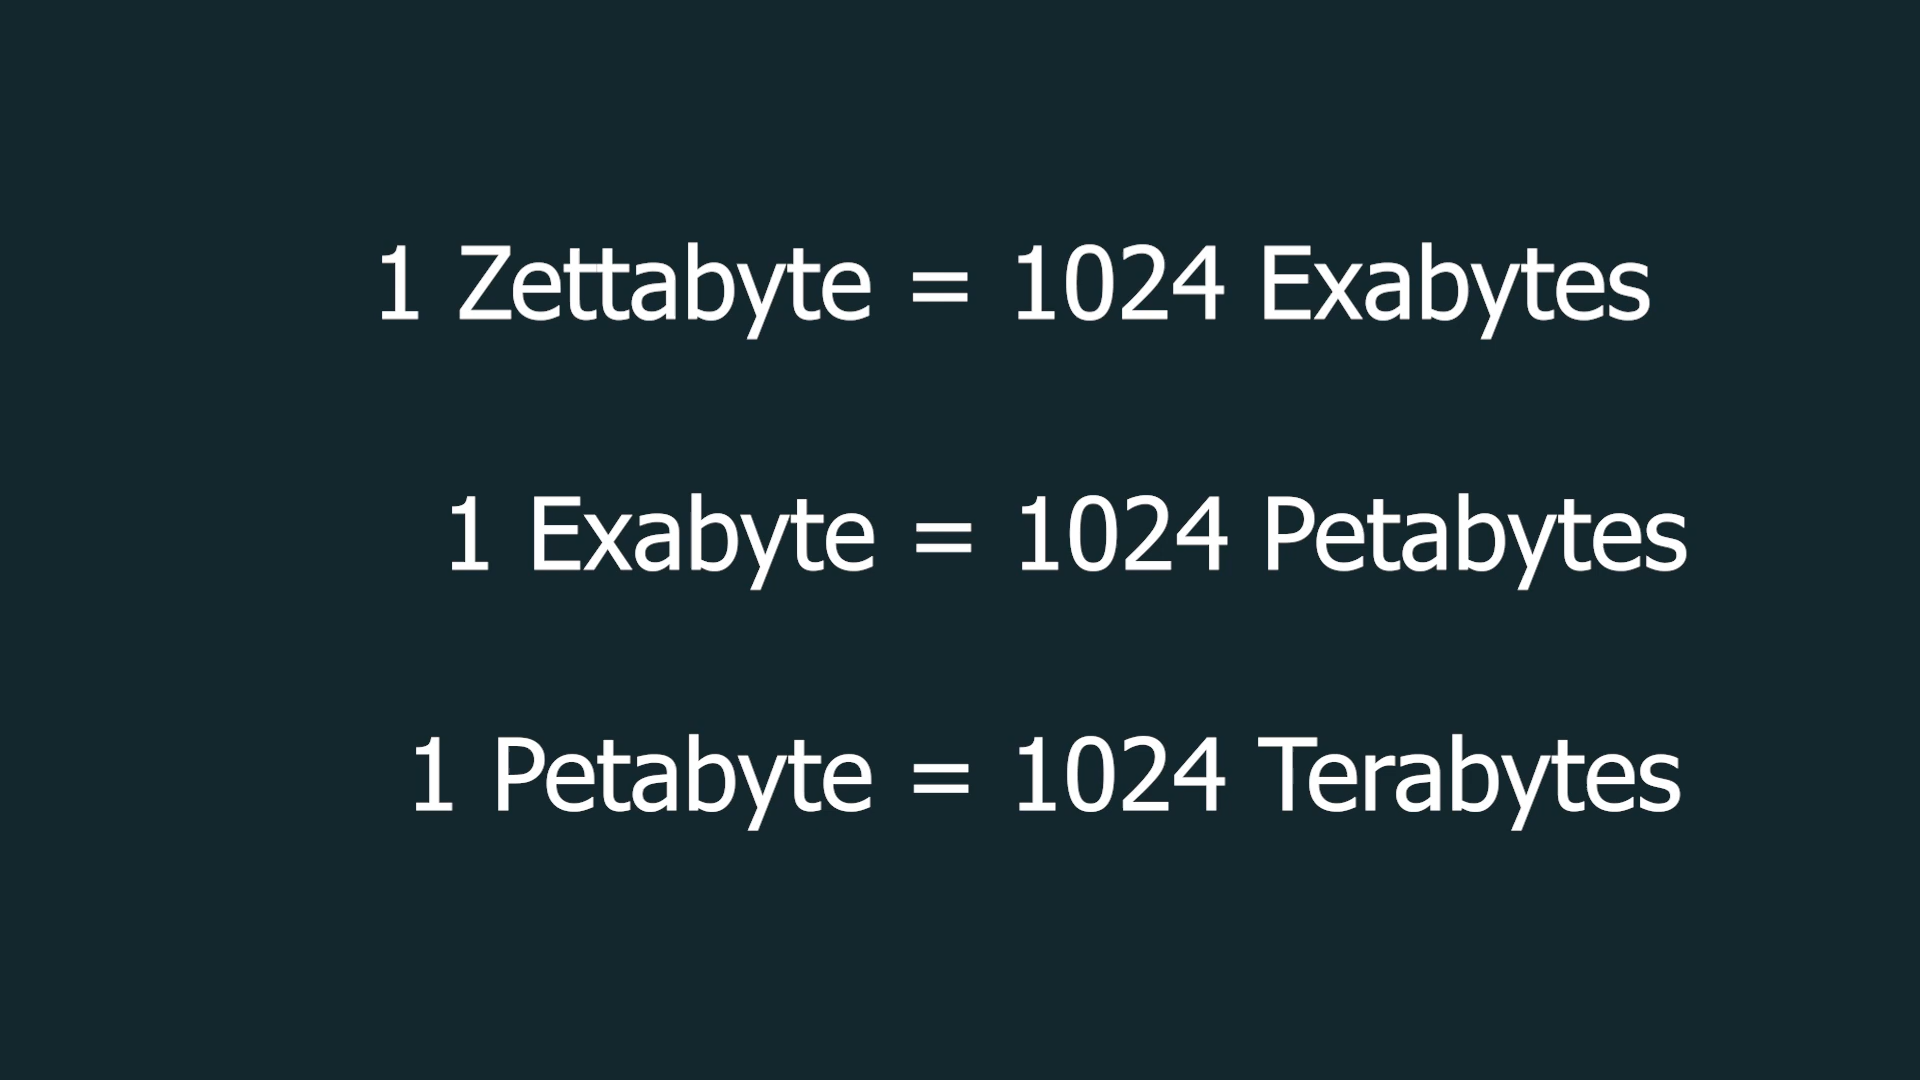 1 Zettabyte = 1024 Exabytes
1 Exabyte = 1024 Petabytes
1 Petabyte = 1024 Terabytes